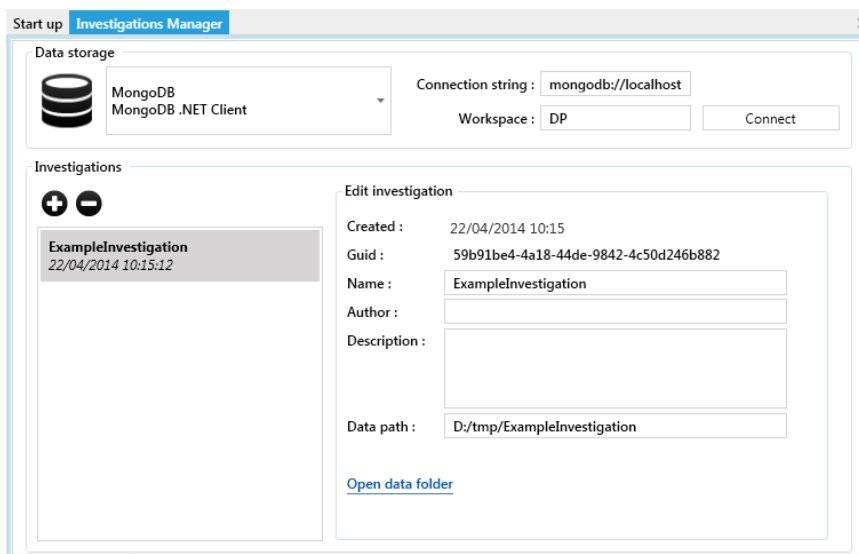 Start up Investigations Manager
Data storage
MongoDB
MongoDB .NET Client
Connection string : mongodb://localhost
Workspace : DP Connect
Investigations
ExampleInvestigation
22/04/2014 10:15:12
Edit investigation
Created : 22/04/2014 10:15
Guid : 59b91be4-4a18-44de-9842-4c50d246b882
Name : ExampleInvestigation
Author :
Description :
Data path : D:/tmp/ExampleInvestigation
Open data folder